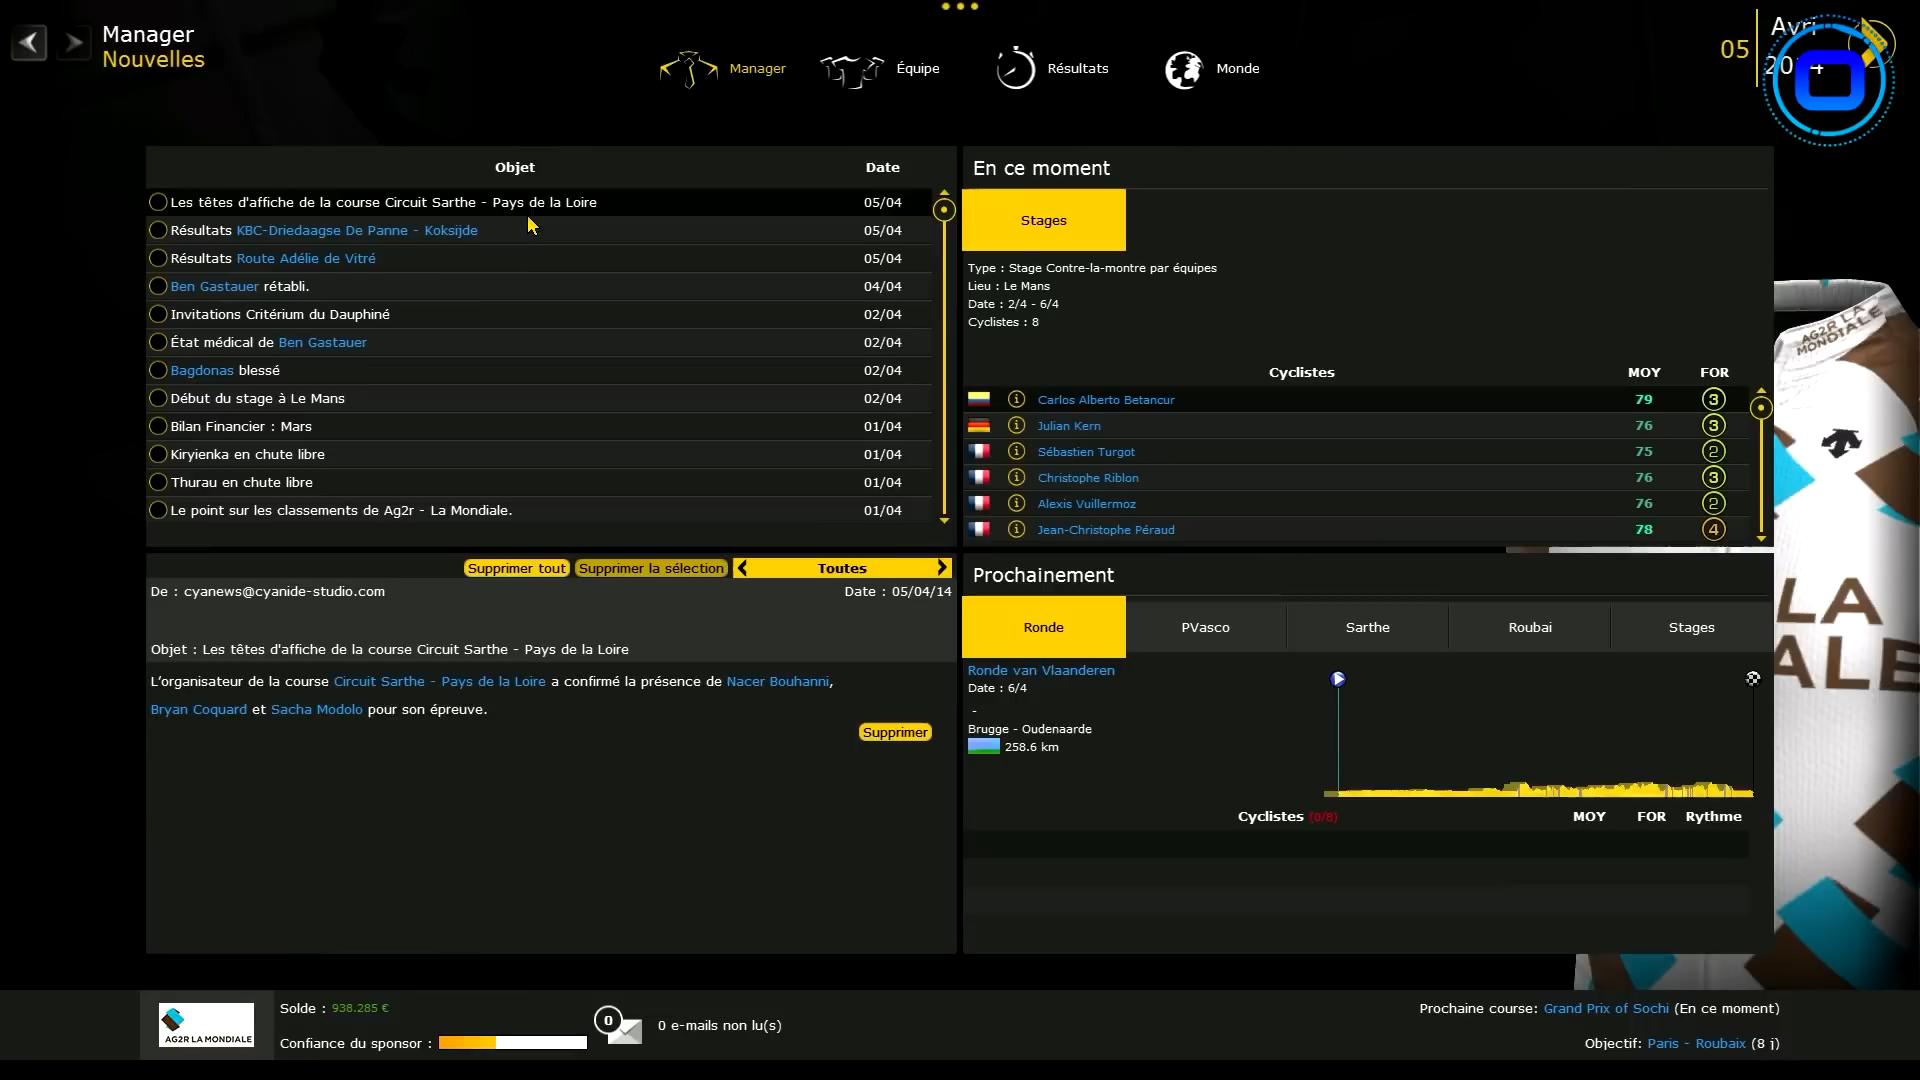 Manager
Nouvelles
Manager
Équipe
Résultats
Monde
05
Avri
Objet
Date
Les têtes d'affiche de la course Circuit Sarthe - Pays de la Loire 05/04
Résultats KBC-Driedaagse De Panne - Koksijde 05/04
Résultats Route Adélie de Vitré 05/04
Ben Gastauer rétabli. 04/04
Invitations Critérium du Dauphiné 02/04
État médical de Ben Gastauer 02/04
Bagdonas blessé 02/04
Début du stage à Le Mans 02/04
Bilan Financier : Mars 01/04
Kiryienka en chute libre 01/04
Thurau en chute libre 01/04
Le point sur les classements de Ag2r - La Mondiale. 01/04
Supprimer tout
Supprimer la sélection
Toutes
De : cyanews@cyanide-studio.com
Date : 05/04/14
Objet : Les têtes d'affiche de la course Circuit Sarthe - Pays de la Loire
L'organisateur de la course Circuit Sarthe - Pays de la Loire a confirmé la présence de Nacer Bouhanni,
Bryan Coquard et Sacha Modolo pour son épreuve.
Supprimer
En ce moment
Stages
Type : Stage Contre-la-montre par équipes
Lieu : Le Mans
Date : 2/4 - 6/4
Cyclistes : 8
Cyclistes MOY FOR
Carlos Alberto Betancur 79 3
Julian Kern 76 3
Sébastien Turgot 75 2
Christophe Riblon 76 3
Alexis Vuillermoz 76 2
Jean-Christophe Péraud 78 4
Prochainement
Ronde
PVasco
Sarthe
Roubai
Stages
Ronde van Vlaanderen
Date : 6/4
-
Brugge - Oudenaarde
258.6 km
Cyclistes (0/8) MOY FOR Rythme
AG2R LA MONDIALE
LA
ALE
AG2R LA MONDIALE
Solde : 938.285 €
Confiance du sponsor :
0
0 e-mails non lu(s)
Prochaine course: Grand Prix of Sochi (En ce moment)
Objectif: Paris - Roubaix (8 j)